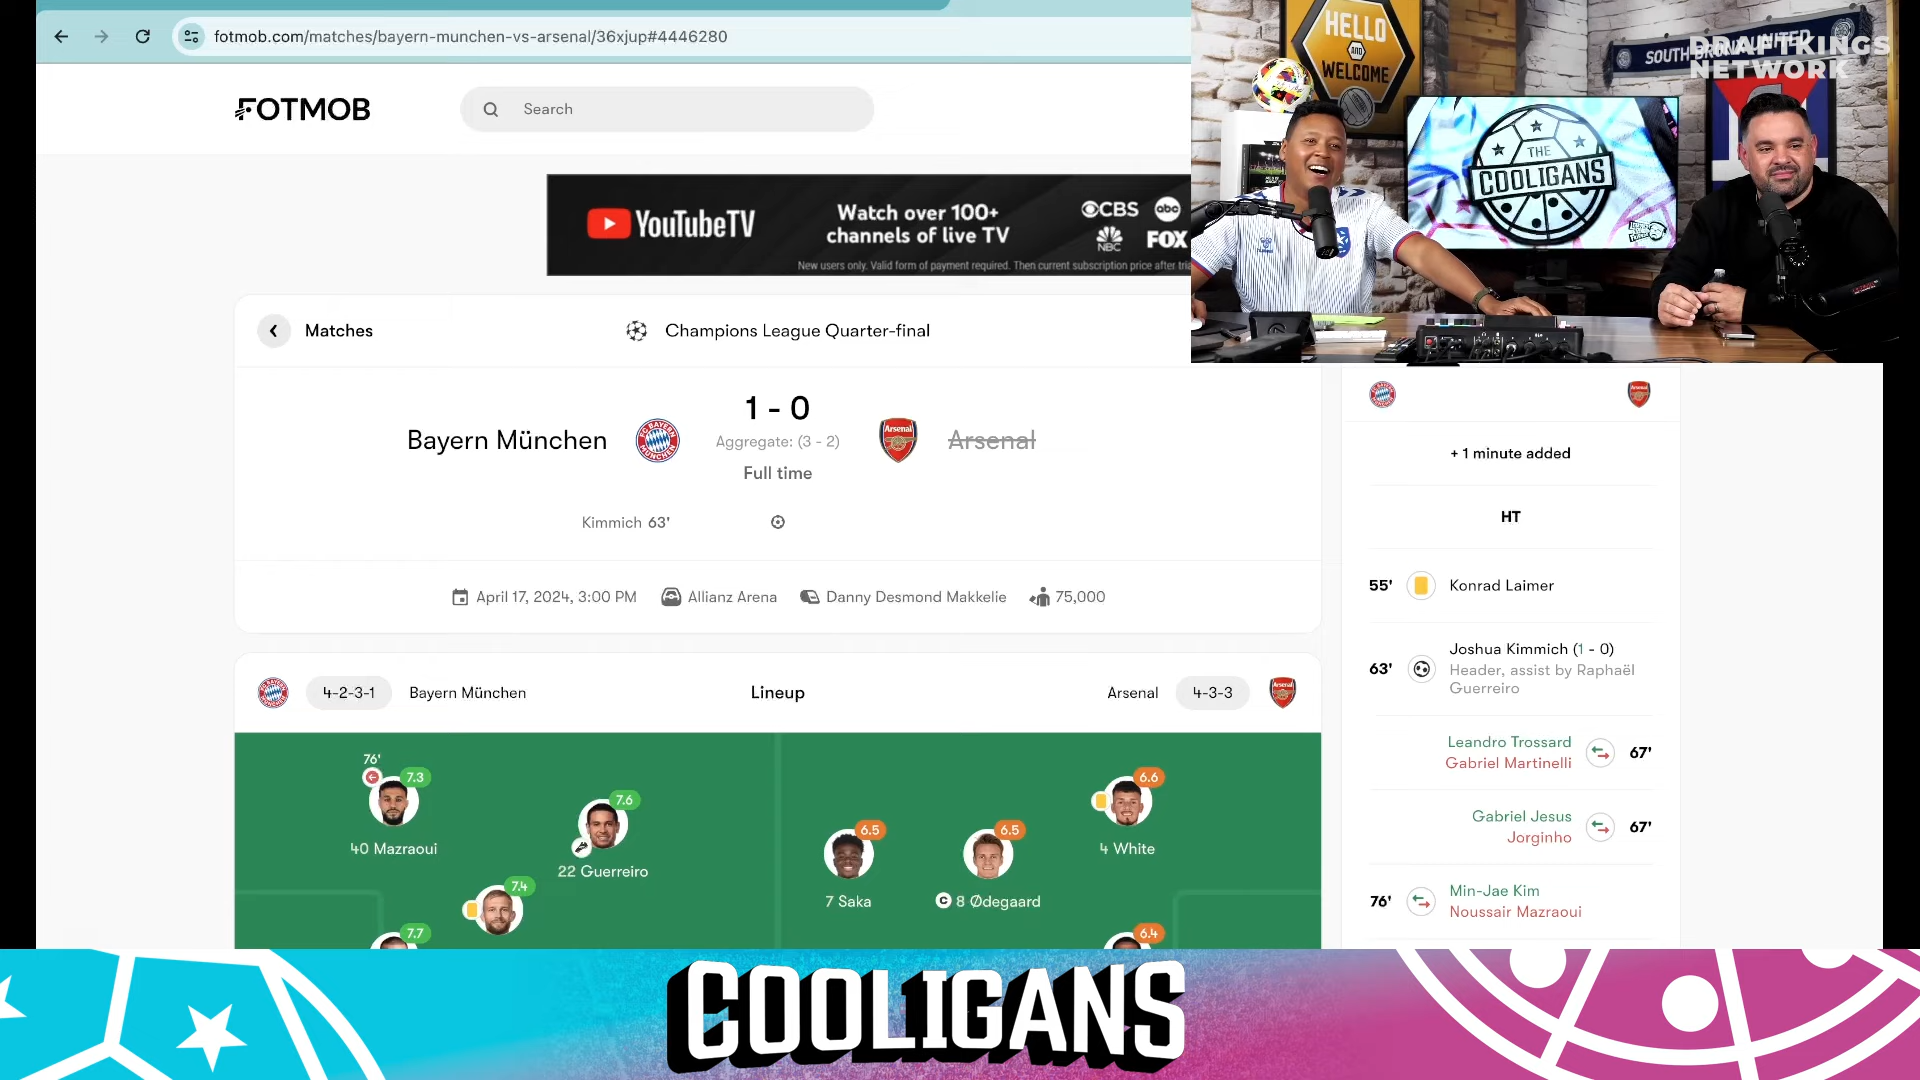 fotmob.com/matches/bayern-munchen-vs-arsenal/36xjup#4446280
FOTMOB
Search
YouTubeTV
Watch over 100+
channels of live TV
CBS
abc
NBC
FOX
New users only. Valid form of payment required. Then current subscription price after
HELLO
AND
WELCOME
SOUTH BRONX UNITED
DRAFTKINGS
NETWORK
THE
COOLIGANS
Matches
Champions League Quarter-final
1 - 0
Bayern München
Aggregate: (3 - 2)
Arsenal
Arsenal
Full time
Kimmich 63'
April 17, 2024, 3:00 PM
Allianz Arena
Danny Desmond Makkelie
75,000
4-2-3-1
Bayern München
Lineup
Arsenal
4-3-3
76'
7.3
40 Mazraoui
7.6
22 Guerreiro
7.4
7.7
6.5
7 Saka
6.5
C 8 Ødegaard
6.6
4 White
6.4
+ 1 minute added
HT
55'
Konrad Laimer
63'
Joshua Kimmich (1 - 0)
Header, assist by Raphaël
Guerreiro
Leandro Trossard
Gabriel Martinelli
67'
Gabriel Jesus
Jorginho
67'
76'
Min-Jae Kim
Noussair Mazraoui
COOLIGANS